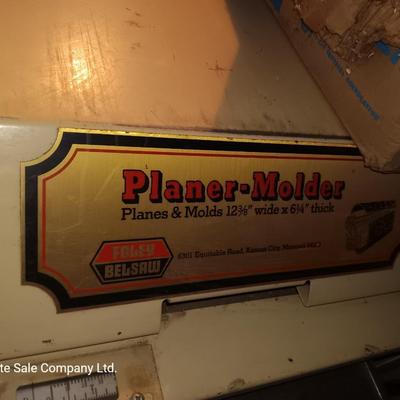 Planer-Molder
Planes & Molds 12⅜" wide x 6¼" thick
FOLEY
BELSAW
6301 Equitable Road, Kansas City, Missouri
te Sale Company Ltd.